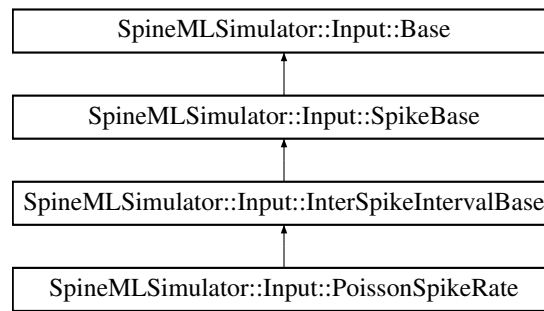 SpineMLSimulator::Input::Base
SpineMLSimulator::Input::SpikeBase
SpineMLSimulator::Input::InterSpikeIntervalBase
SpineMLSimulator::Input::PoissonSpikeRate